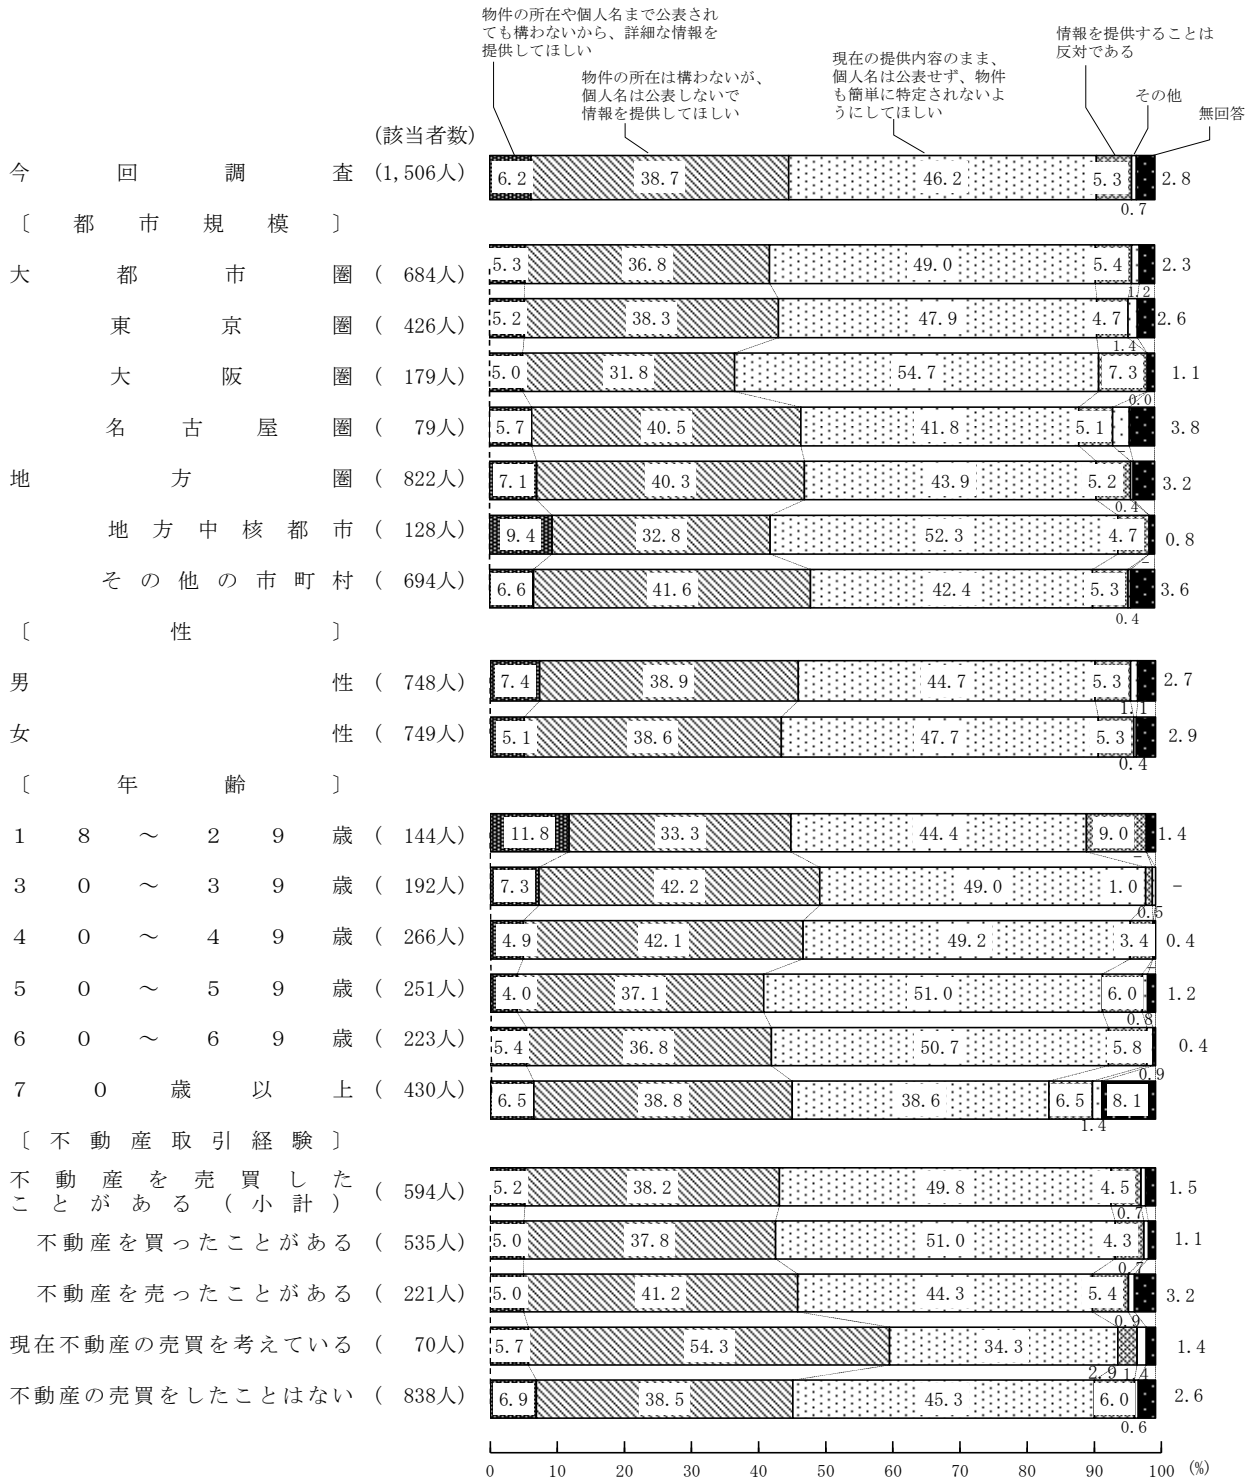 物件の所在や個人名まで公表され
ても構わないから、詳細な情報を
提供してほしい
物件の所在は構わないが、
個人名は公表しないで
情報を提供してほしい
現在の提供内容のまま、
個人名は公表せず、物件
も簡単に特定されないよ
うにしてほしい
情報を提供することは
反対である
その他
無回答
(該当者数)
今回調査 (1,506人) 6.2 38.7 46.2 5.3 0.7 2.8
〔都市規模〕
大都市圏 ( 684人) 5.3 36.8 49.0 5.4 1.2 2.3
東京圏 ( 426人) 5.2 38.3 47.9 4.7 1.4 2.6
大阪圏 ( 179人) 5.0 31.8 54.7 7.3 0.0 1.1
名古屋圏 ( 79人) 5.7 40.5 41.8 5.1 － 3.8
地方圏 ( 822人) 7.1 40.3 43.9 5.2 0.4 3.2
地方中核都市 ( 128人) 9.4 32.8 52.3 4.7 － 0.8
その他の市町村 ( 694人) 6.6 41.6 42.4 5.3 0.4 3.6
〔性〕
男性 ( 748人) 7.4 38.9 44.7 5.3 1.1 2.7
女性 ( 749人) 5.1 38.6 47.7 5.3 0.4 2.9
〔年齢〕
１８～２９歳 ( 144人) 11.8 33.3 44.4 9.0 － 1.4
３０～３９歳 ( 192人) 7.3 42.2 49.0 1.0 0.5 －
４０～４９歳 ( 266人) 4.9 42.1 49.2 3.4 － 0.4
５０～５９歳 ( 251人) 4.0 37.1 51.0 6.0 0.8 1.2
６０～６９歳 ( 223人) 5.4 36.8 50.7 5.8 0.9 0.4
７０歳以上 ( 430人) 6.5 38.8 38.6 6.5 1.4 8.1
〔不動産取引経験〕
不動産を売買した
ことがある（小計） ( 594人) 5.2 38.2 49.8 4.5 0.7 1.5
不動産を買ったことがある ( 535人) 5.0 37.8 51.0 4.3 0.7 1.1
不動産を売ったことがある ( 221人) 5.0 41.2 44.3 5.4 0.9 3.2
現在不動産の売買を考えている ( 70人) 5.7 54.3 34.3 2.9 1.4 1.4
不動産の売買をしたことはない ( 838人) 6.9 38.5 45.3 6.0 0.6 2.6
0 10 20 30 40 50 60 70 80 90 100 (%)